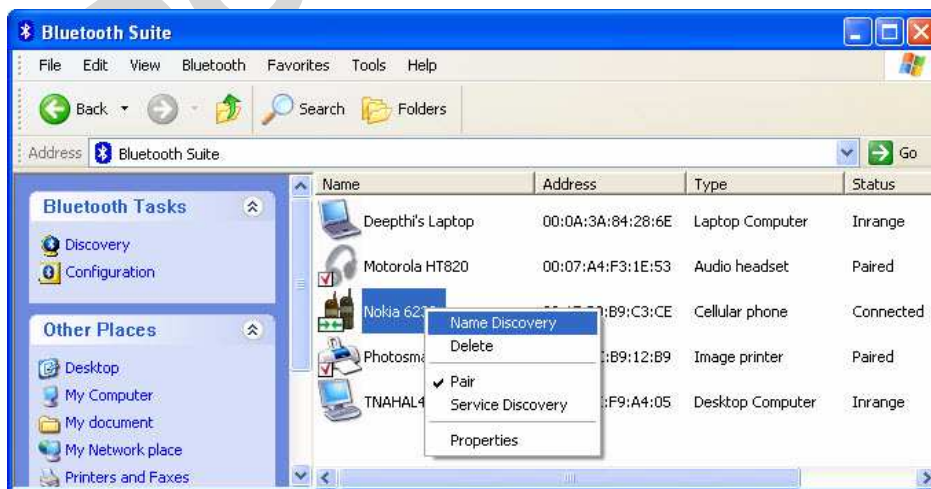 Bluetooth Suite
File Edit View Bluetooth Favorites Tools Help
Back Search Folders
Address Bluetooth Suite Go
Bluetooth Tasks
Discovery
Configuration
Other Places
Desktop
My Computer
My document
My Network place
Printers and Faxes
Name Address Type Status
Deepthi's Laptop 00:0A:3A:84:28:6E Laptop Computer Inrange
Motorola HT820 00:07:A4:F3:1E:53 Audio headset Paired
Nokia :B9:C3:CE Cellular phone Connected
:B9:12:B9 Image printer Paired
:F9:A4:05 Desktop Computer Inrange
Name Discovery
Delete
Pair
Service Discovery
Properties